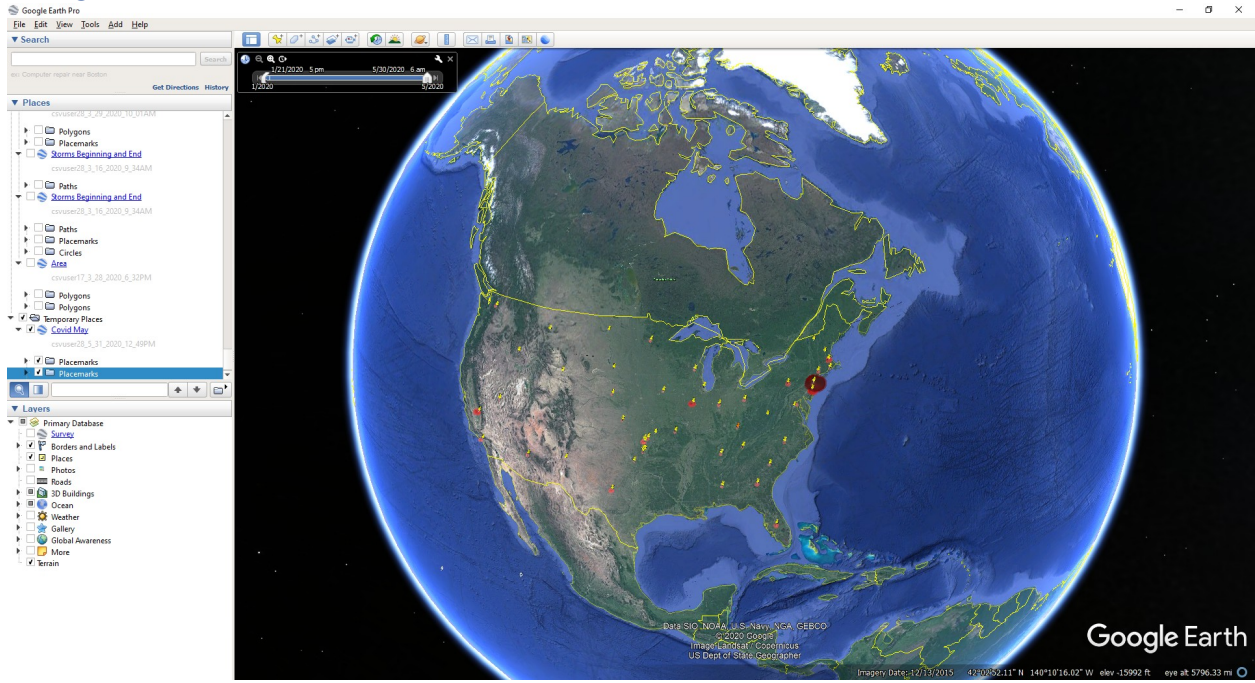 Google Earth Pro
File Edit View Tools Add Help
Search
Search
ex: Computer repair near Boston
Get Directions History
Places
csvuser28_3_29_2020_10_01AM
Polygons
Placemarks
Storms Beginning and End
csvuser28_3_16_2020_9_34AM
Paths
Storms Beginning and End
csvuser28_3_16_2020_9_34AM
Paths
Placemarks
Circles
Area
csvuser17_3_28_2020_6_32PM
Polygons
Polygons
Temporary Places
Covid May
csvuser28_5_31_2020_12_49PM
Placemarks
Placemarks
Layers
Primary Database
Survey
Borders and Labels
Places
Photos
Roads
3D Buildings
Ocean
Weather
Gallery
Global Awareness
More
Terrain
1/21/2020 5 pm 5/30/2020 6 am
1/2020 5/2020
Data SIO, NOAA, U.S. Navy, NGA, GEBCO
© 2020 Google
Image Landsat / Copernicus
US Dept of State Geographer
Google Earth
Imagery Date: 12/13/2015 42°02'52.11" N 140°10'16.02" W elev -15992 ft eye alt 5796.33 mi